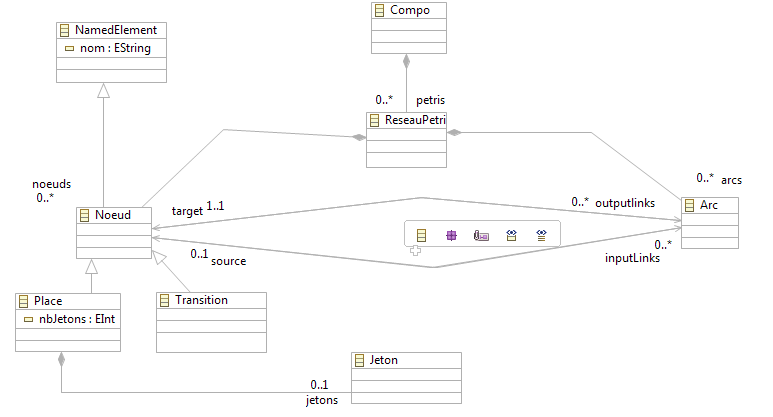 Compo
NamedElement
nom : EString
0..* petris
ReseauPetri
noeuds
0..*
0..* arcs
target 1..1
0..* outputlinks
Noeud
Arc
0..1 source
0..*
inputLinks
Place
Transition
nbJetons : EInt
Jeton
0..1
jetons